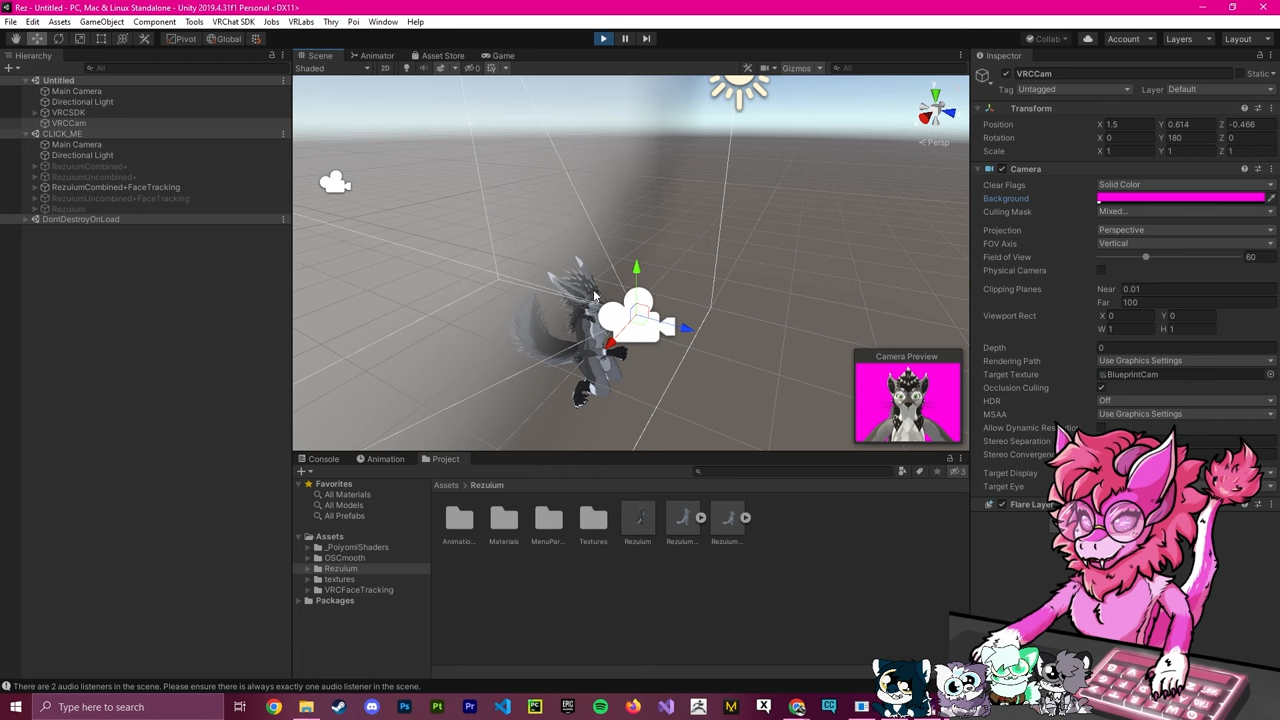 Rez - Untitled - PC, Mac & Linux Standalone - Unity 2019.4.31f1 Personal <DX11>
File Edit Assets GameObject Component Tools VRChat SDK Jobs VRLabs Thry Poi Window Help
Pivot Global Collab Account Layers Layout
Hierarchy
All
Untitled
Main Camera
Directional Light
VRCSDK
VRCCam
CLICK_ME
Main Camera
Directional Light
RezuiumCombined+
RezuiumUncombined+
RezuiumCombined+FaceTracking
RezuiumUncombined+FaceTracking
Rezuium
DontDestroyOnLoad
Scene Animator Asset Store Game
Shaded 2D 0 Gizmos All
y
Persp
Camera Preview
Console Animation Project
3
Favorites
All Materials
All Models
All Prefabs
Assets
_PoiyomiShaders
OSCmooth
Rezuium
textures
VRCFaceTracking
Packages
Assets > Rezuium
Animatio... Materials MenuPar... Textures Rezuium Rezuium... Rezuium...
Inspector
VRCCam Static
Tag Untagged Layer Default
Transform
Position X 1.5 Y 0.614 Z -0.466
Rotation X 0 Y 180 Z 0
Scale X 1 Y 1 Z 1
Camera
Clear Flags Solid Color
Background
Culling Mask Mixed...
Projection Perspective
FOV Axis Vertical
Field of View 60
Physical Camera
Clipping Planes Near 0.01
Far 100
Viewport Rect X 0 Y 0
W 1 H 1
Depth 0
Rendering Path Use Graphics Settings
Target Texture BlueprintCam
Occlusion Culling
HDR Off
MSAA Use Graphics Settings
Allow Dynamic
Stereo Separation
Stereo Convergen
Target Display
Target Eye
Flare Laye
There are 2 audio listeners in the scene. Please ensure there is always exactly one audio listener in the scene.
Type here to search